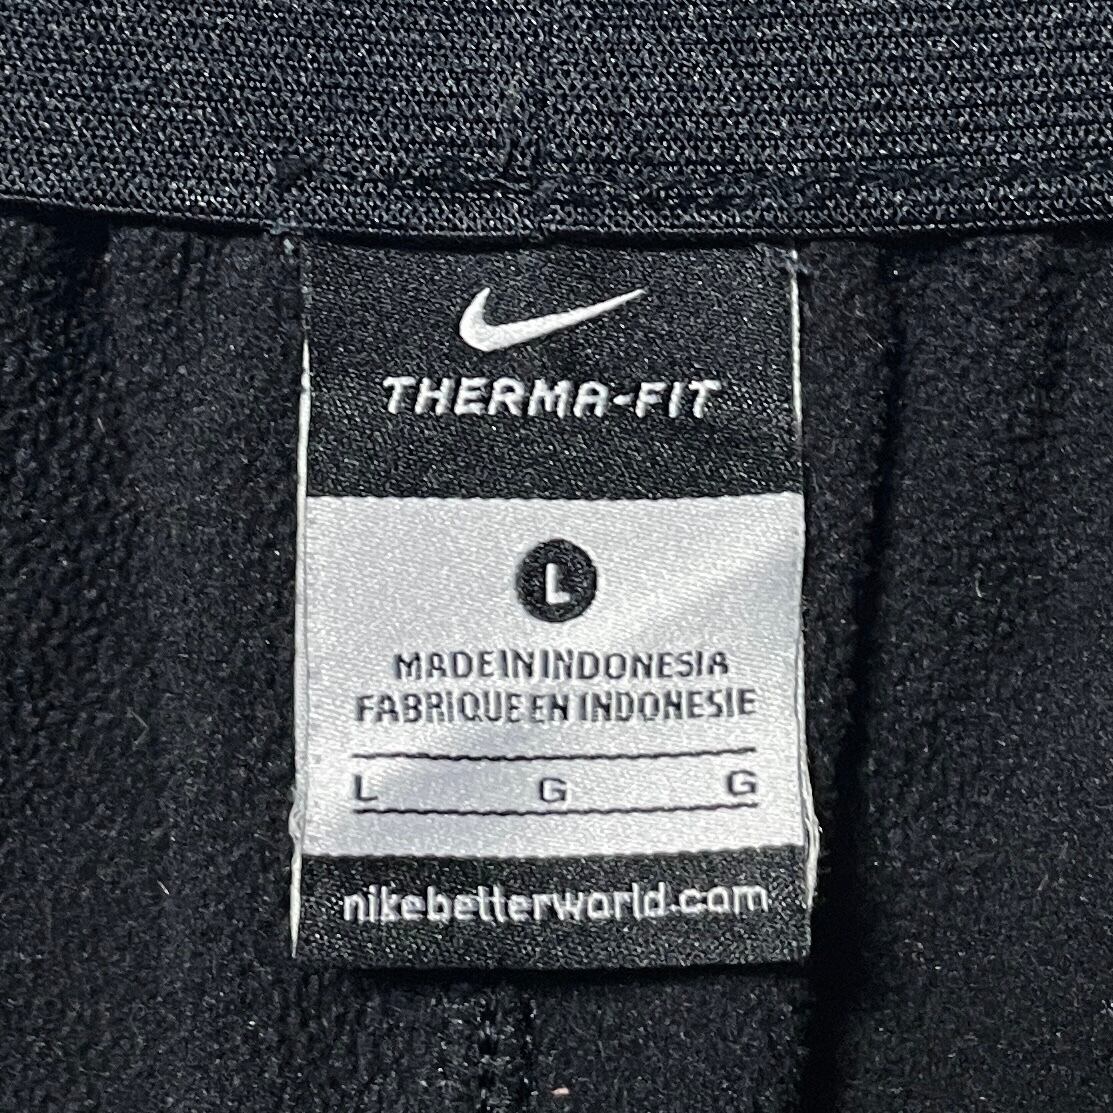 THERMA-FIT
L
MADE IN INDONESIA
FABRIQUE EN INDONESIE
L G G
nikebetterworld.com